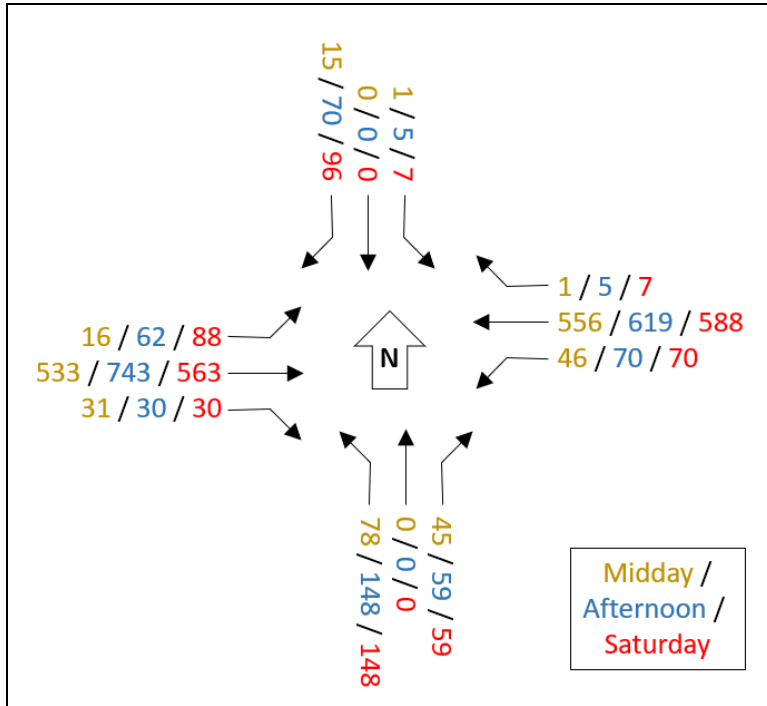 15 / 70 / 96
0 / 0 / 0
1 / 5 / 7
1 / 5 / 7
556 / 619 / 588
46 / 70 / 70
16 / 62 / 88
533 / 743 / 563
31 / 30 / 30
N
78 / 148 / 148
0 / 0 / 0
45 / 59 / 59
Midday /
Afternoon /
Saturday